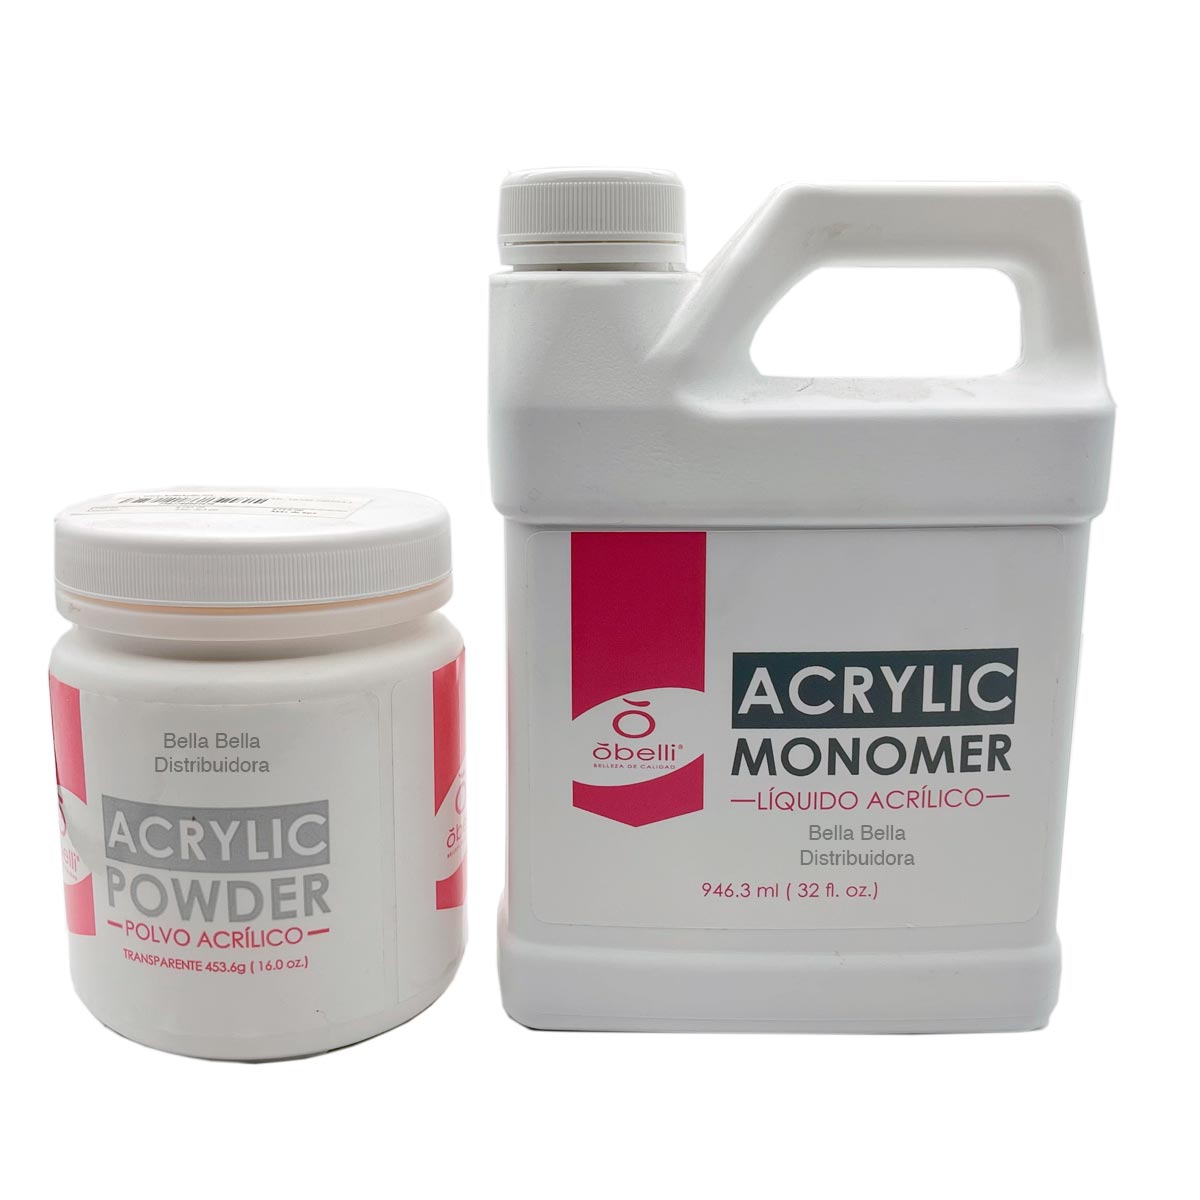 Bella Bella
Distribuidora
ACRYLIC
POWDER
POLVO ACRÍLICO
TRANSPARENTE 453.6g ( 16.0 oz.)
elli®
ōbelli
ōbelli®
BELLEZA DE CALIDAD
ACRYLIC
MONOMER
LÍQUIDO ACRÍLICO
Bella Bella
Distribuidora
946.3 ml ( 32 fl. oz.)